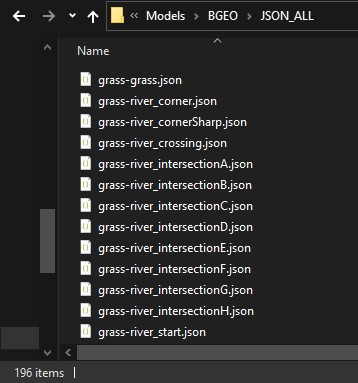 « Models › BGEO › JSON_ALL
Name
grass-grass.json
grass-river_corner.json
grass-river_cornerSharp.json
grass-river_crossing.json
grass-river_intersectionA.json
grass-river_intersectionB.json
grass-river_intersectionC.json
grass-river_intersectionD.json
grass-river_intersectionE.json
grass-river_intersectionF.json
grass-river_intersectionG.json
grass-river_intersectionH.json
grass-river_start.json
196 items